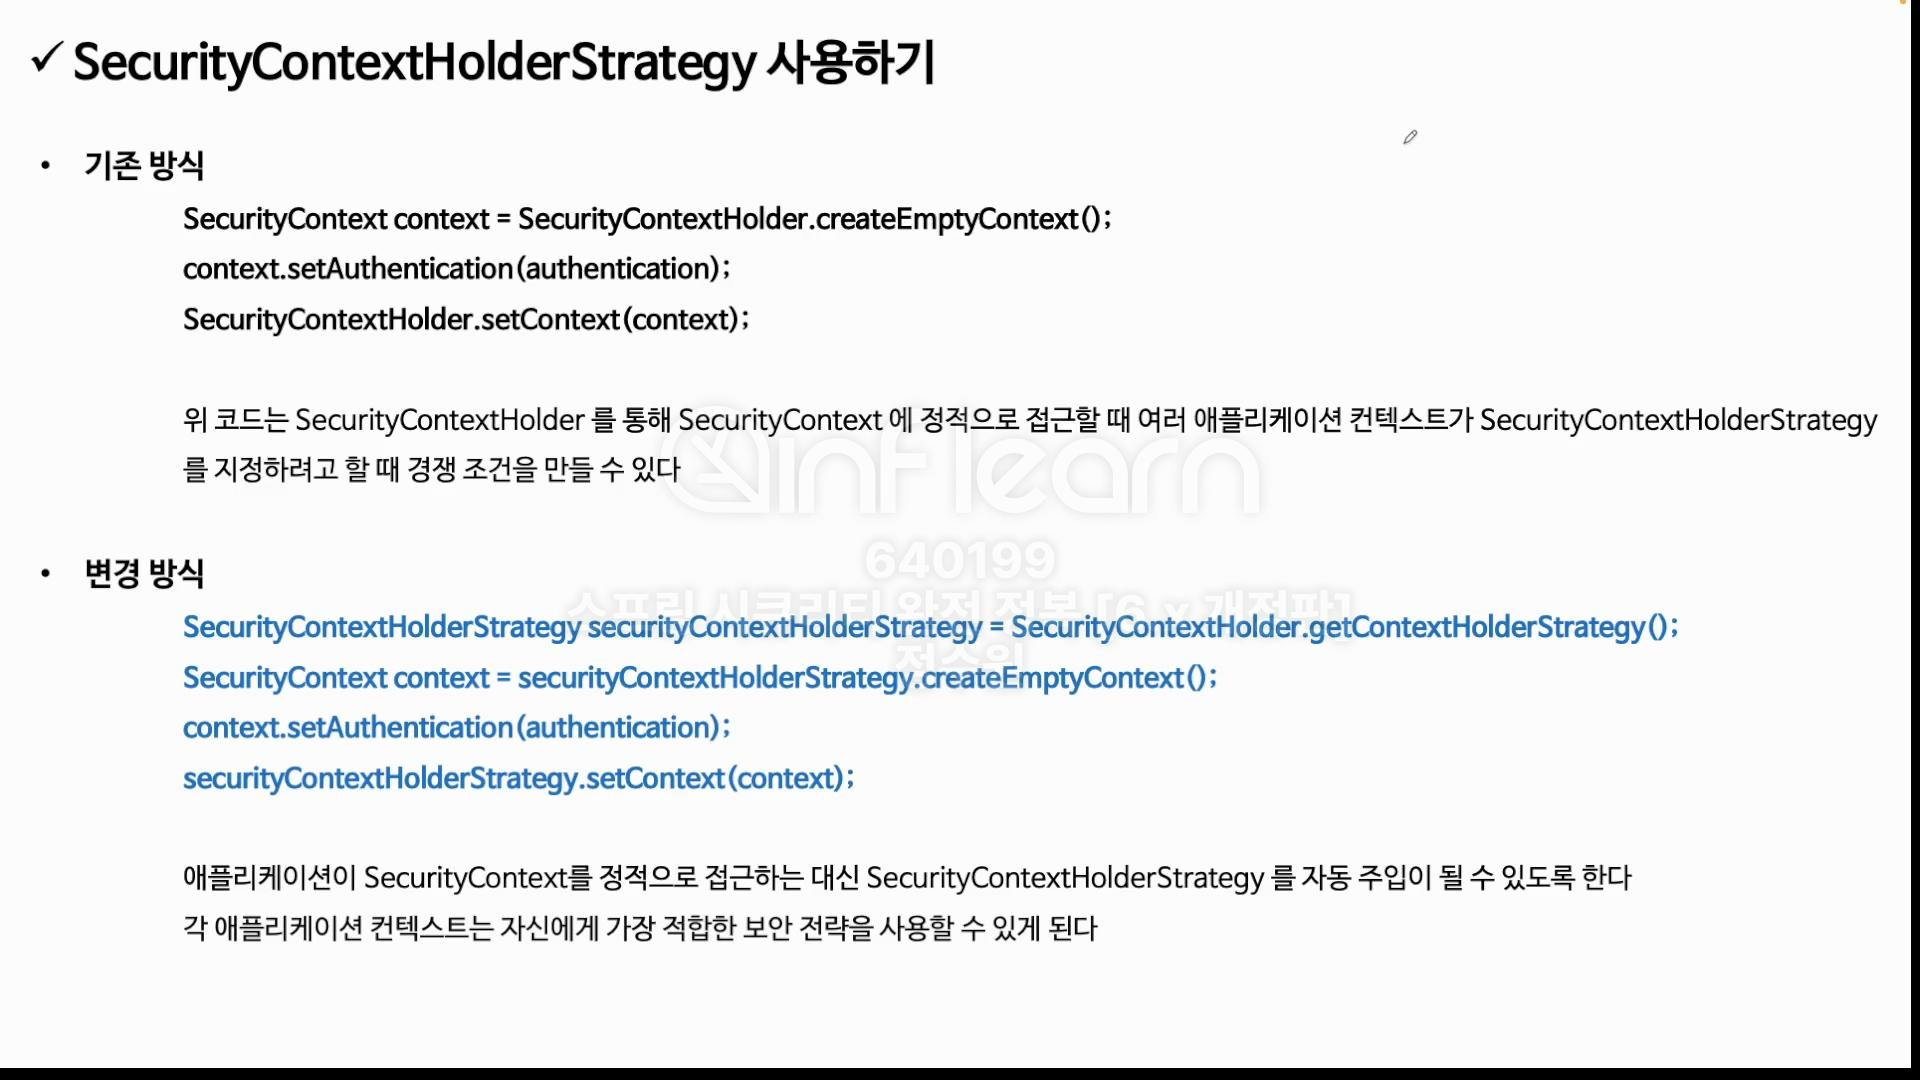 ✓ SecurityContextHolderStrategy 사용하기
• 기존 방식
SecurityContext context = SecurityContextHolder.createEmptyContext();
context.setAuthentication(authentication);
SecurityContextHolder.setContext(context);
위 코드는 SecurityContextHolder 를 통해 SecurityContext 에 정적으로 접근할 때 여러 애플리케이션 컨텍스트가 SecurityContextHolderStrategy
를 지정하려고 할 때 경쟁 조건을 만들 수 있다
inflearn
640199
• 변경 방식
스프링 시큐리티 완전 정복 [6.x 개정판]
SecurityContextHolderStrategy securityContextHolderStrategy = SecurityContextHolder.getContextHolderStrategy();
SecurityContext context = securityContextHolderStrategy.createEmptyContext();
context.setAuthentication(authentication);
securityContextHolderStrategy.setContext(context);
애플리케이션이 SecurityContext를 정적으로 접근하는 대신 SecurityContextHolderStrategy 를 자동 주입이 될 수 있도록 한다
각 애플리케이션 컨텍스트는 자신에게 가장 적합한 보안 전략을 사용할 수 있게 된다